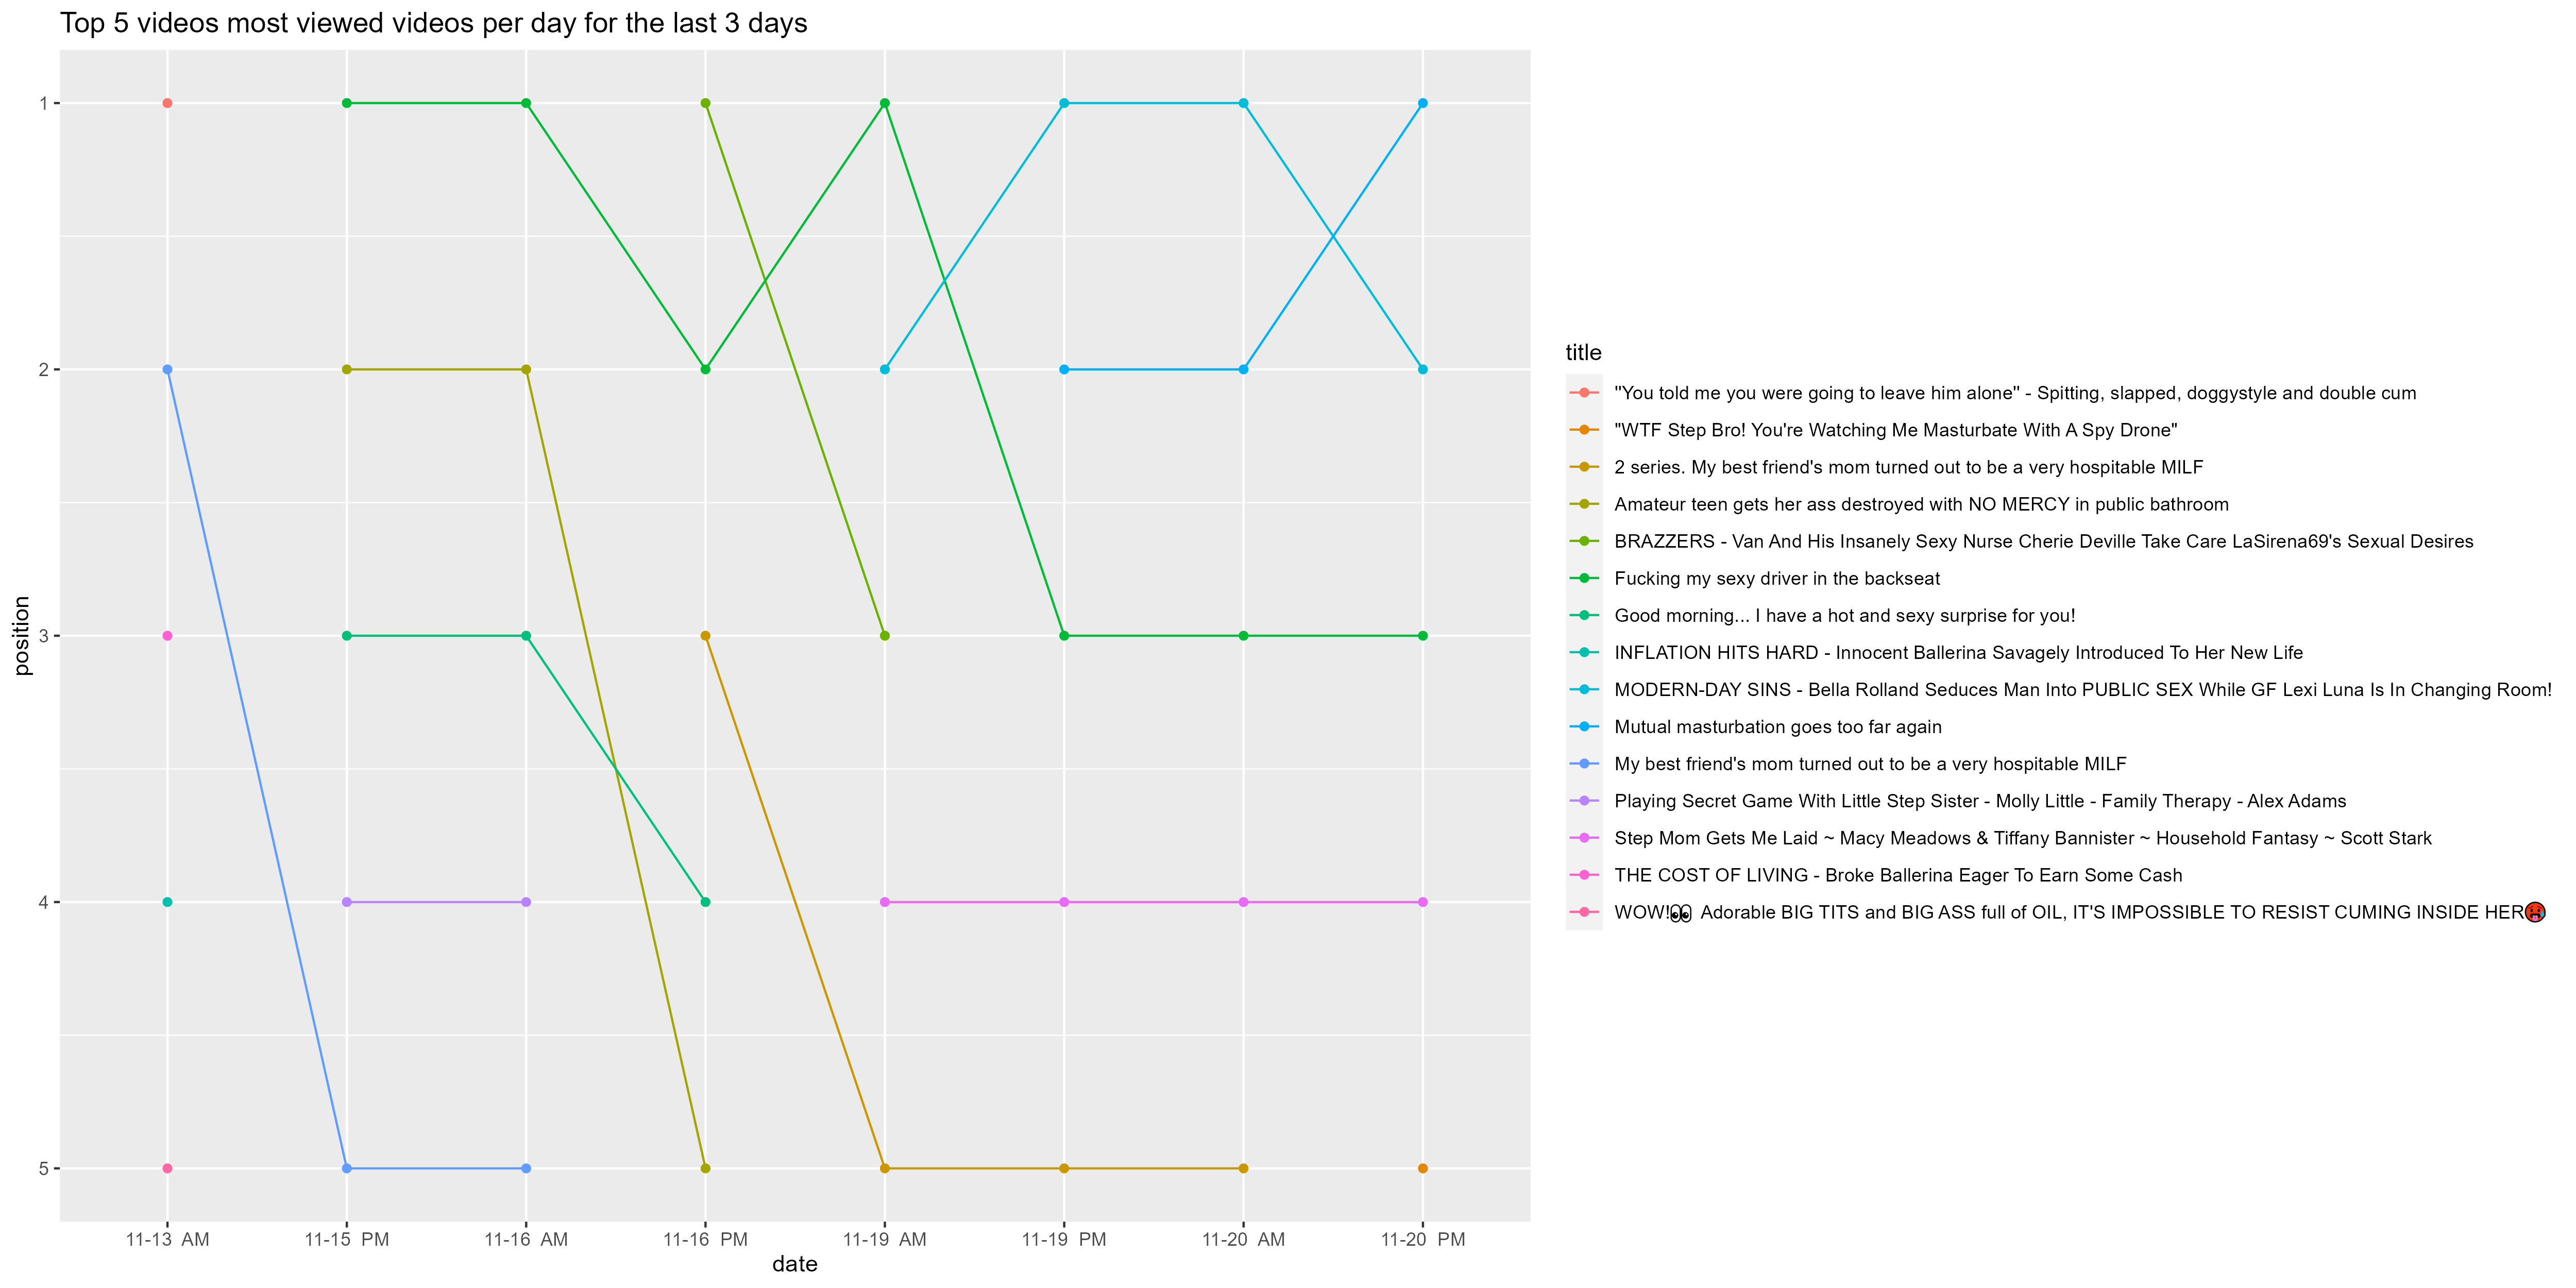 Top 5 videos most viewed videos per day for the last 3 days
position
1
2
3
4
5
11-13 AM
11-15 PM
11-16 AM
11-16 PM
11-19 AM
11-19 PM
11-20 AM
11-20 PM
date
title
"You told me you were going to leave him alone" - Spitting, slapped, doggystyle and double cum
"WTF Step Bro! You're Watching Me Masturbate With A Spy Drone"
2 series. My best friend's mom turned out to be a very hospitable MILF
Amateur teen gets her ass destroyed with NO MERCY in public bathroom
BRAZZERS - Van And His Insanely Sexy Nurse Cherie Deville Take Care LaSirena69's Sexual Desires
Fucking my sexy driver in the backseat
Good morning... I have a hot and sexy surprise for you!
INFLATION HITS HARD - Innocent Ballerina Savagely Introduced To Her New Life
MODERN-DAY SINS - Bella Rolland Seduces Man Into PUBLIC SEX While GF Lexi Luna Is In Changing Room!
Mutual masturbation goes too far again
My best friend's mom turned out to be a very hospitable MILF
Playing Secret Game With Little Step Sister - Molly Little - Family Therapy - Alex Adams
Step Mom Gets Me Laid ~ Macy Meadows & Tiffany Bannister ~ Household Fantasy ~ Scott Stark
THE COST OF LIVING - Broke Ballerina Eager To Earn Some Cash
WOW!👀 Adorable BIG TITS and BIG ASS full of OIL, IT'S IMPOSSIBLE TO RESIST CUMING INSIDE HER🥵